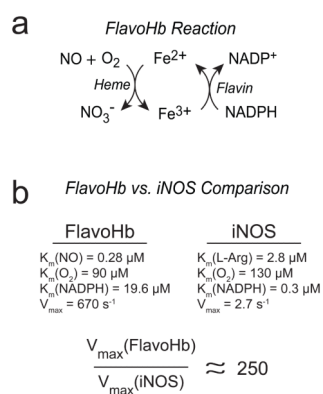 a
FlavoHb Reaction
NO + O₂ Fe²⁺ NADP⁺
Heme Flavin
NO₃⁻ Fe³⁺ NADPH
b
FlavoHb vs. iNOS Comparison
FlavoHb iNOS
Kₘ(NO) = 0.28 µM Kₘ(L-Arg) = 2.8 µM
Kₘ(O₂) = 90 µM Kₘ(O₂) = 130 µM
Kₘ(NADPH) = 19.6 µM Kₘ(NADPH) = 0.3 µM
Vₘₐₓ = 670 s⁻¹ Vₘₐₓ = 2.7 s⁻¹
Vₘₐₓ(FlavoHb)
≈ 250
Vₘₐₓ(iNOS)